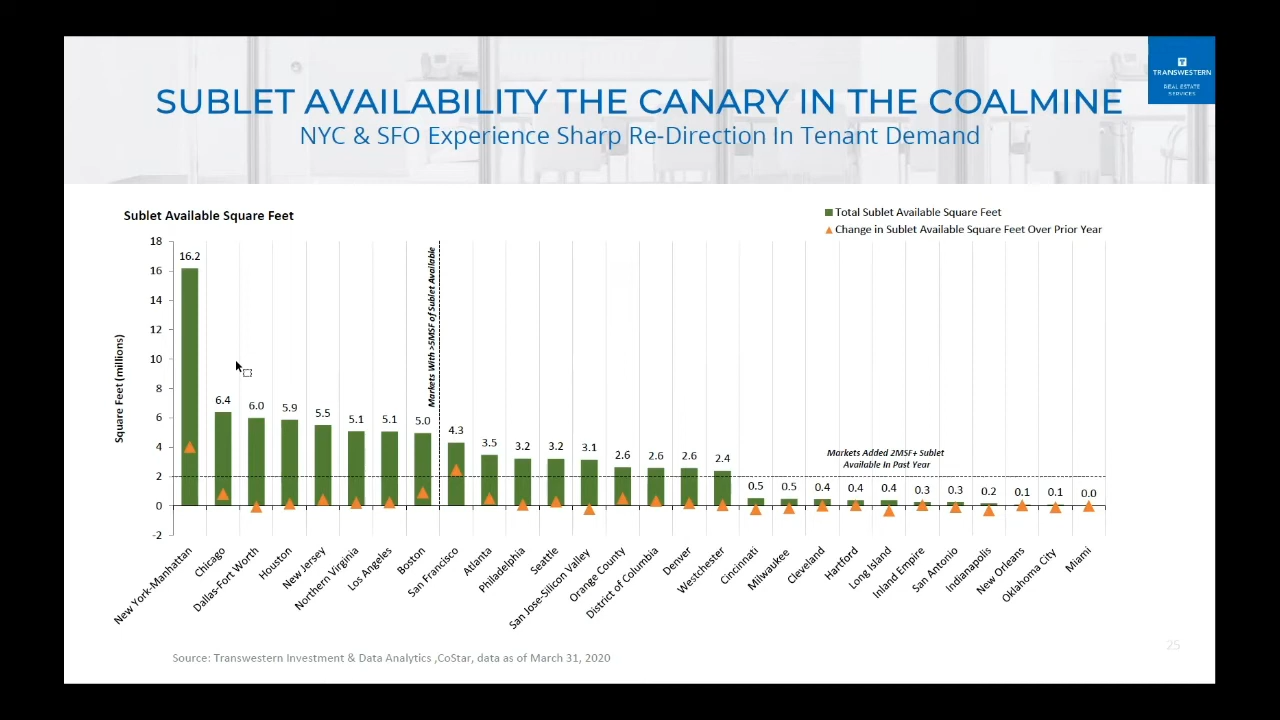 TRANSWESTERN
REAL ESTATE
SERVICES
SUBLET AVAILABILITY THE CANARY IN THE COALMINE
NYC & SFO Experience Sharp Re-Direction In Tenant Demand
Sublet Available Square Feet
Total Sublet Available Square Feet
Change in Sublet Available Square Feet Over Prior Year
Square Feet (millions)
18
16
14
12
10
8
6
4
2
0
-2
16.2
6.4
6.0
5.9
5.5
5.1
5.1
5.0
4.3
3.5
3.2
3.2
3.1
2.6
2.6
2.6
2.4
0.5
0.5
0.4
0.4
0.4
0.3
0.3
0.2
0.1
0.1
0.0
Markets With >5MSF of Sublet Available
Markets Added 2MSF+ Sublet
Available In Past Year
New York-Manhattan
Chicago
Dallas-Fort Worth
Houston
New Jersey
Northern Virginia
Los Angeles
Boston
San Francisco
Atlanta
Philadelphia
Seattle
San Jose-Silicon Valley
Orange County
District of Columbia
Denver
Westchester
Cincinnati
Milwaukee
Cleveland
Hartford
Long Island
Inland Empire
San Antonio
Indianapolis
New Orleans
Oklahoma City
Miami
Source: Transwestern Investment & Data Analytics ,CoStar, data as of March 31, 2020
25